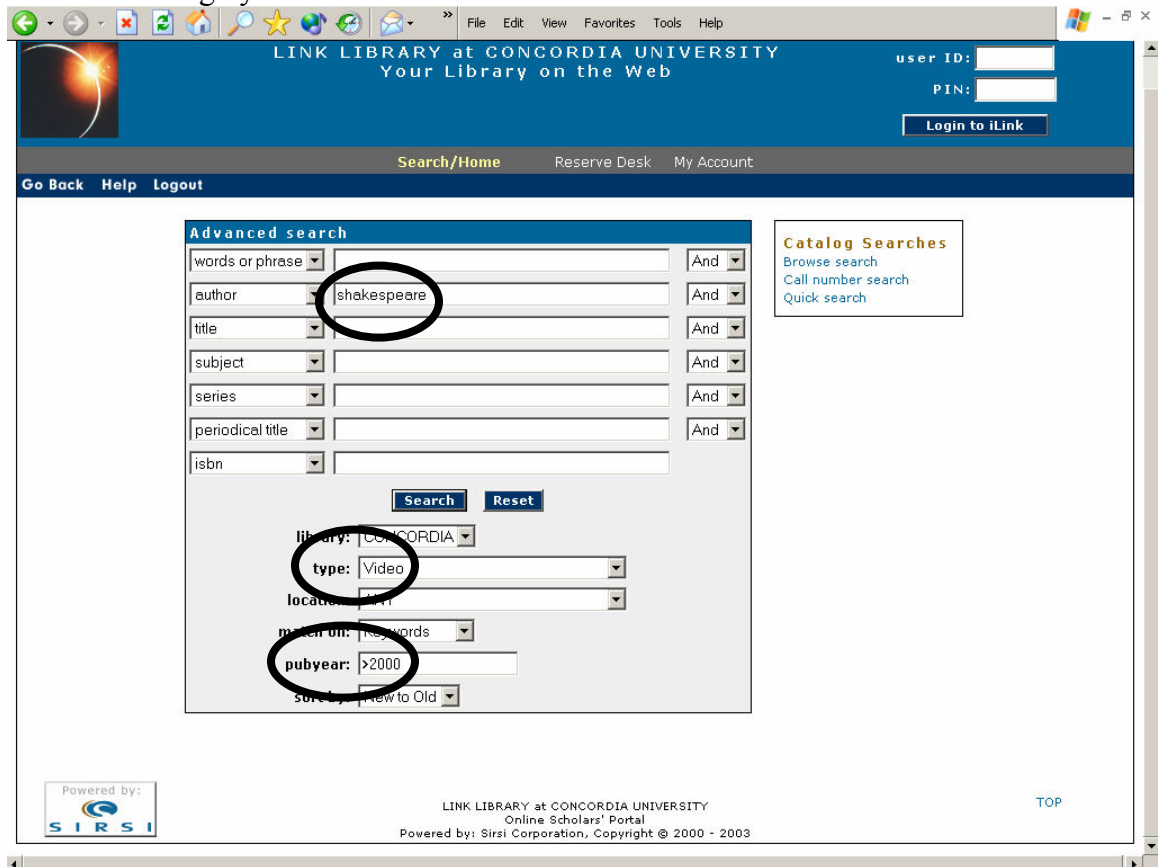 » File Edit View Favorites Tools Help
LINK LIBRARY at CONCORDIA UNIVERSITY
Your Library on the Web
user ID:
PIN:
Login to iLink
Search/Home Reserve Desk My Account
Go Back Help Logout
Advanced search
words or phrase And
author shakespeare And
title And
subject And
series And
periodical title And
isbn
Search Reset
library: CONCORDIA
type: Video
location: ANY
match on: Keywords
pubyear: >2000
sort by: New to Old
Catalog Searches
Browse search
Call number search
Quick search
Powered by:
SIRSI
LINK LIBRARY at CONCORDIA UNIVERSITY
Online Scholars' Portal
Powered by: Sirsi Corporation, Copyright © 2000 - 2003
TOP